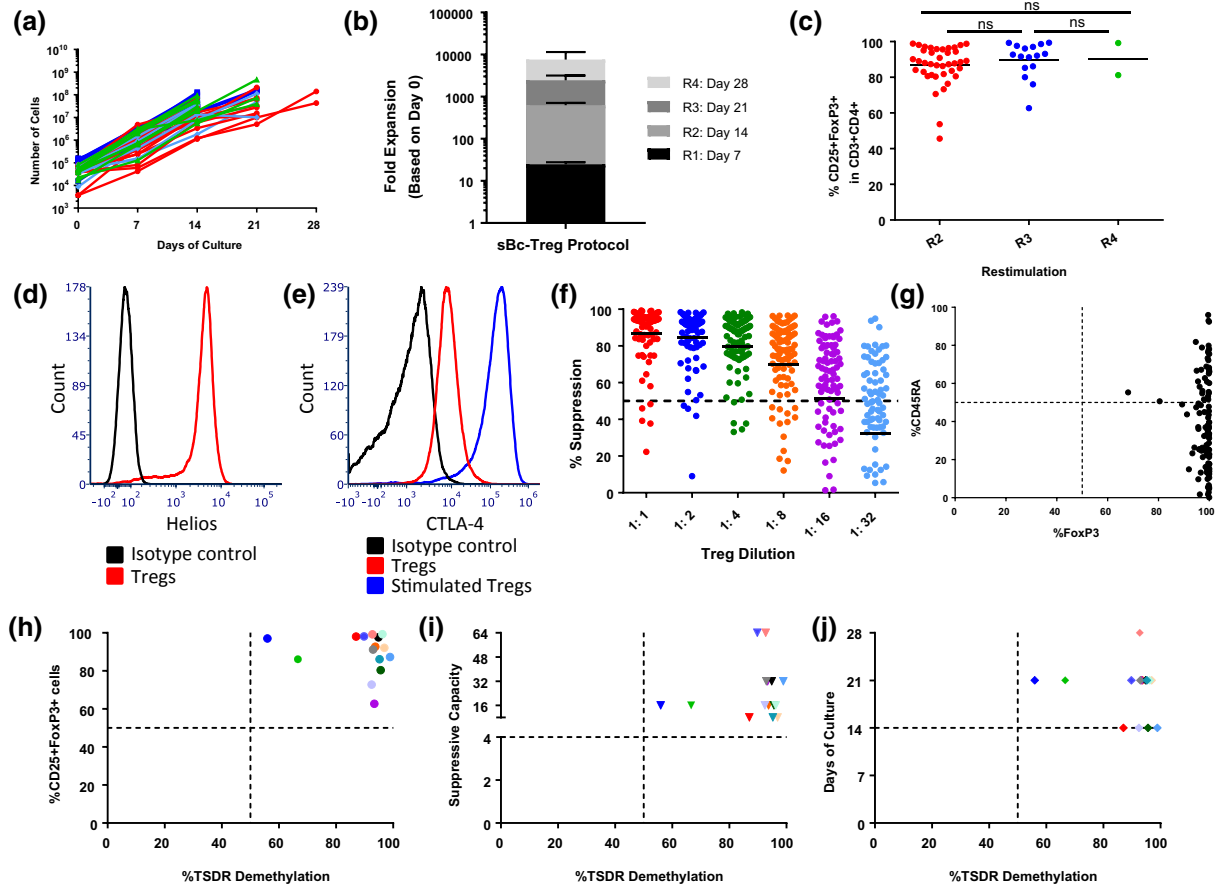 (a)
Number of Cells
10^10
10^9
10^8
10^7
10^6
10^5
10^4
10^3
0 7 14 21 28
Days of Culture
(b)
Fold Expansion
(Based on Day 0)
10000
1000
100
10
1
sBc-Treg Protocol
R4: Day 28
R3: Day 21
R2: Day 14
R1: Day 7
(c)
ns
ns ns
% CD25+FoxP3+
in CD3+CD4+
100
80
60
40
20
0
R2 R3 R4
Restimulation
(d)
Count
178
134
89
45
0
-10^2 10^2 10^3 10^4 10^5
Helios
Isotype control
Tregs
(e)
Count
239
179
120
60
0
-10^3 10^3 10^4 10^5 10^6
CTLA-4
Isotype control
Tregs
Stimulated Tregs
(f)
% Suppression
100
80
60
40
20
0
1: 1 1: 2 1: 4 1: 8 1: 16 1: 32
Treg Dilution
(g)
%CD45RA
100
80
60
40
20
0
0 20 40 60 80 100
%FoxP3
(h)
%CD25+FoxP3+ cells
100
80
60
40
20
0
0 20 40 60 80 100
%TSDR Demethylation
(i)
Suppressive Capacity
64
48
32
16
4
2
0
0 20 40 60 80 100
%TSDR Demethylation
(j)
Days of Culture
28
21
14
7
0
0 20 40 60 80 100
%TSDR Demethylation